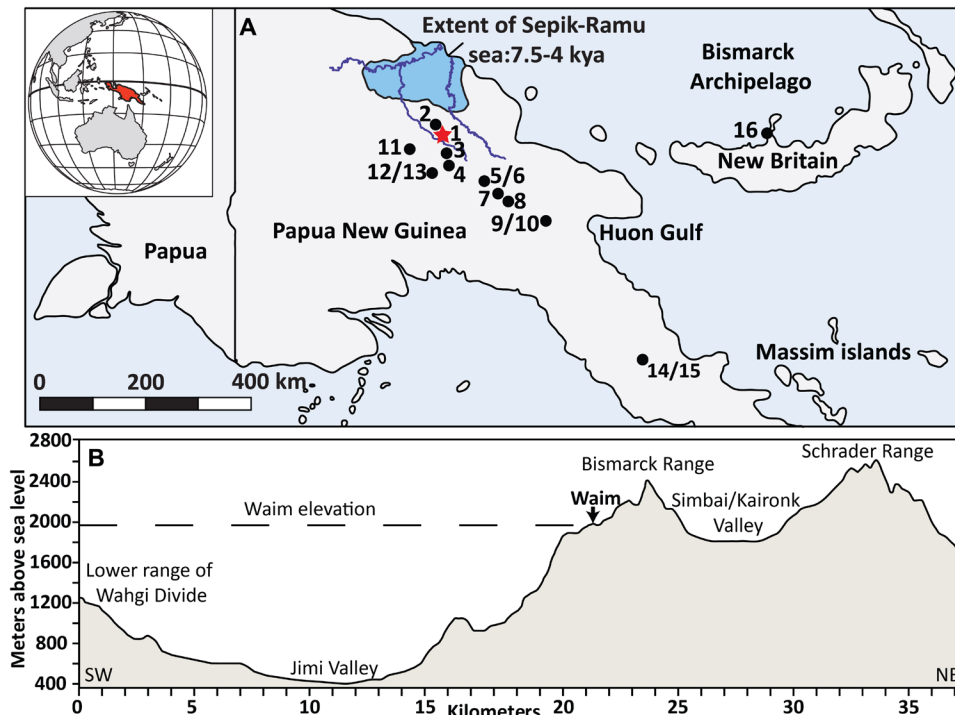 A
Extent of Sepik-Ramu
sea:7.5-4 kya
Bismarck
Archipelago
2
1
16
11
3
New Britain
12/13
4
5/6
7
8
9/10
Papua New Guinea
Huon Gulf
Papua
Massim islands
14/15
0
200
400 km
2800
B
Schrader Range
Bismarck Range
2400
Waim
Simbai/Kaironk
Valley
Waim elevation
2000
1600
Lower range of
Wahgi Divide
1200
800
Jimi Valley
SW
NE
400
Meters above sea level
0
5
10
15
20
25
30
35
Kilometers